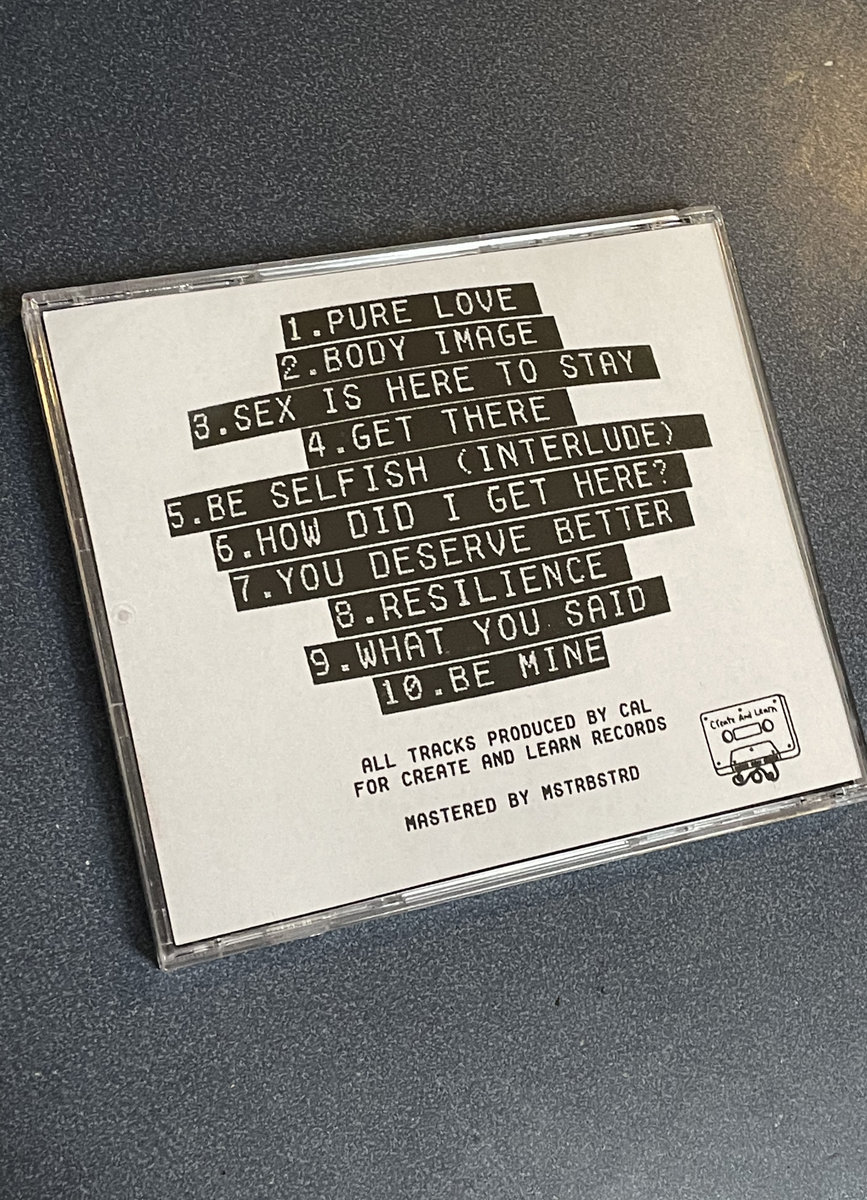 1.PURE LOVE
2.BODY IMAGE
3.SEX IS HERE TO STAY
4.GET THERE
5.BE SELFISH (INTERLUDE)
6.HOW DID I GET HERE?
7.YOU DESERVE BETTER
8.RESILIENCE
9.WHAT YOU SAID
10.BE MINE
ALL TRACKS PRODUCED BY CAL
FOR CREATE AND LEARN RECORDS
MASTERED BY MSTRBSTRD
Create And Learn